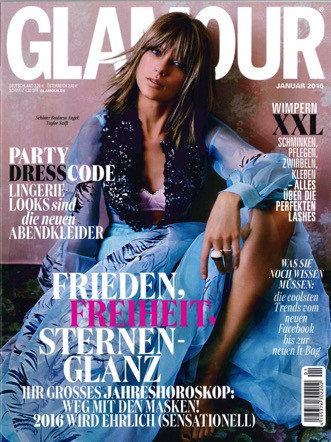 GLAMOUR
JANUAR 2016
GLAMOUR.DE
Schöner Business Angel:
Taylor Swift
WIMPERN
XXL
SCHMINKEN,
PFLEGEN,
ZWIRBELN,
KLEBEN
– ALLES
ÜBER DIE
PERFEKTEN
LASHES
PARTY
DRESSCODE
LINGERIE-
LOOKS sind
die neuen
ABENDKLEIDER
FRIEDEN,
FREIHEIT,
STERNEN-
GLANZ
IHR GROSSES JAHRESHOROSKOP:
WEG MIT DEN MASKEN!
2016 WIRD EHRLICH (SENSATIONELL)
WAS SIE
NOCH WISSEN
MÜSSEN:
die coolsten
Trends vom
neuen
Facebook
bis zur
neuen It-Bag